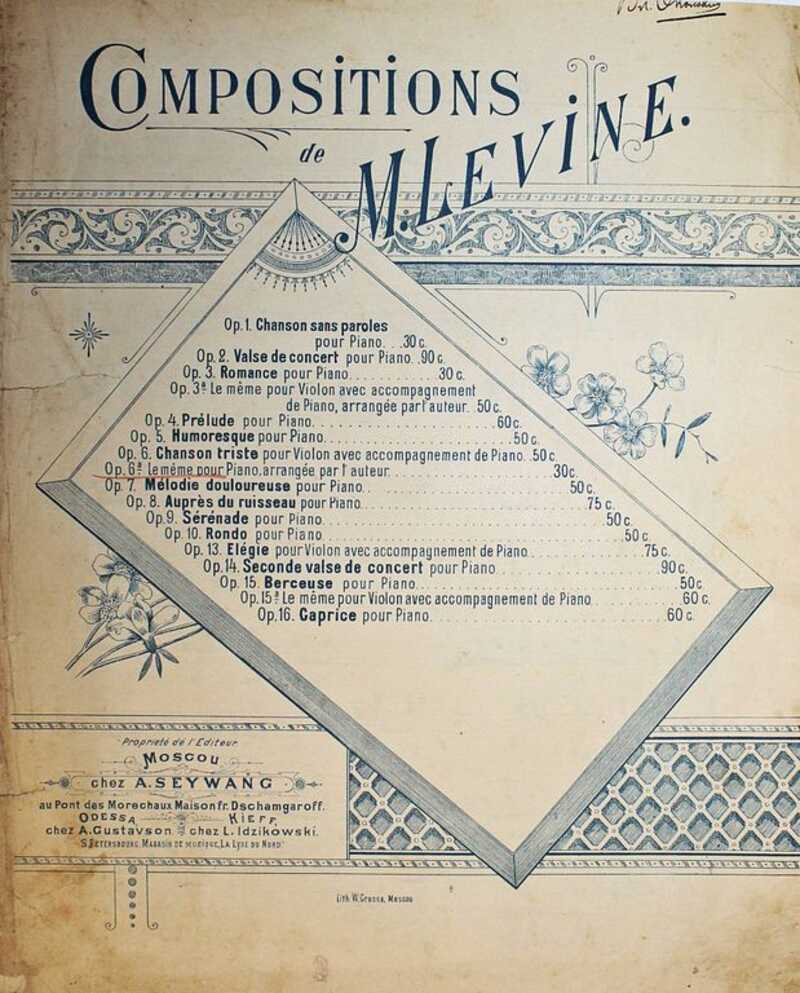 COMPOSITIONS
de
M. LEVINE.
Op. 1. Chanson sans paroles
pour Piano. . .30 c.
Op. 2. Valse de concert pour Piano. .90 c.
Op. 3. Romance pour Piano............30 c.
Op. 3ª Le même pour Violon avec accompagnement
de Piano, arrangée par l'auteur. 50 c.
Op. 4. Prélude pour Piano.........................60 c.
Op. 5. Humoresque pour Piano.........................50 c.
Op. 6. Chanson triste pour Violon avec accompagnement de Piano. .50 c.
Op. 6ª Le même pour Piano, arrangée par l'auteur.....................30 c.
Op. 7. Mélodie douloureuse pour Piano. . .....................50 c.
Op. 8. Auprès du ruisseau pour Piano.............................75 c.
Op. 9. Sérénade pour Piano....................................50 c.
Op. 10. Rondo pour Piano.....................................50 c.
Op. 13. Elégie pour Violon avec accompagnement de Piano...............75 c.
Op. 14. Seconde valse de concert pour Piano.....................90 c.
Op. 15. Berceuse pour Piano..................................50 c.
Op. 15ª Le même pour Violon avec accompagnement de Piano...........60 c.
Op. 16. Caprice pour Piano..............................60 c.
Propriété de l'Editeur
MOSCOU
chez A. SEYWANG
au Pont des Morechaux Maison fr. Dschamgaroff.
ODESSA KIEFF,
chez A. Gustavson chez L. Idzikowski.
S. PETERSBOURG, MAGASIN DE MUSIQUE, LA LYRE DU NORD
Lith. W. Grosse, Moscou